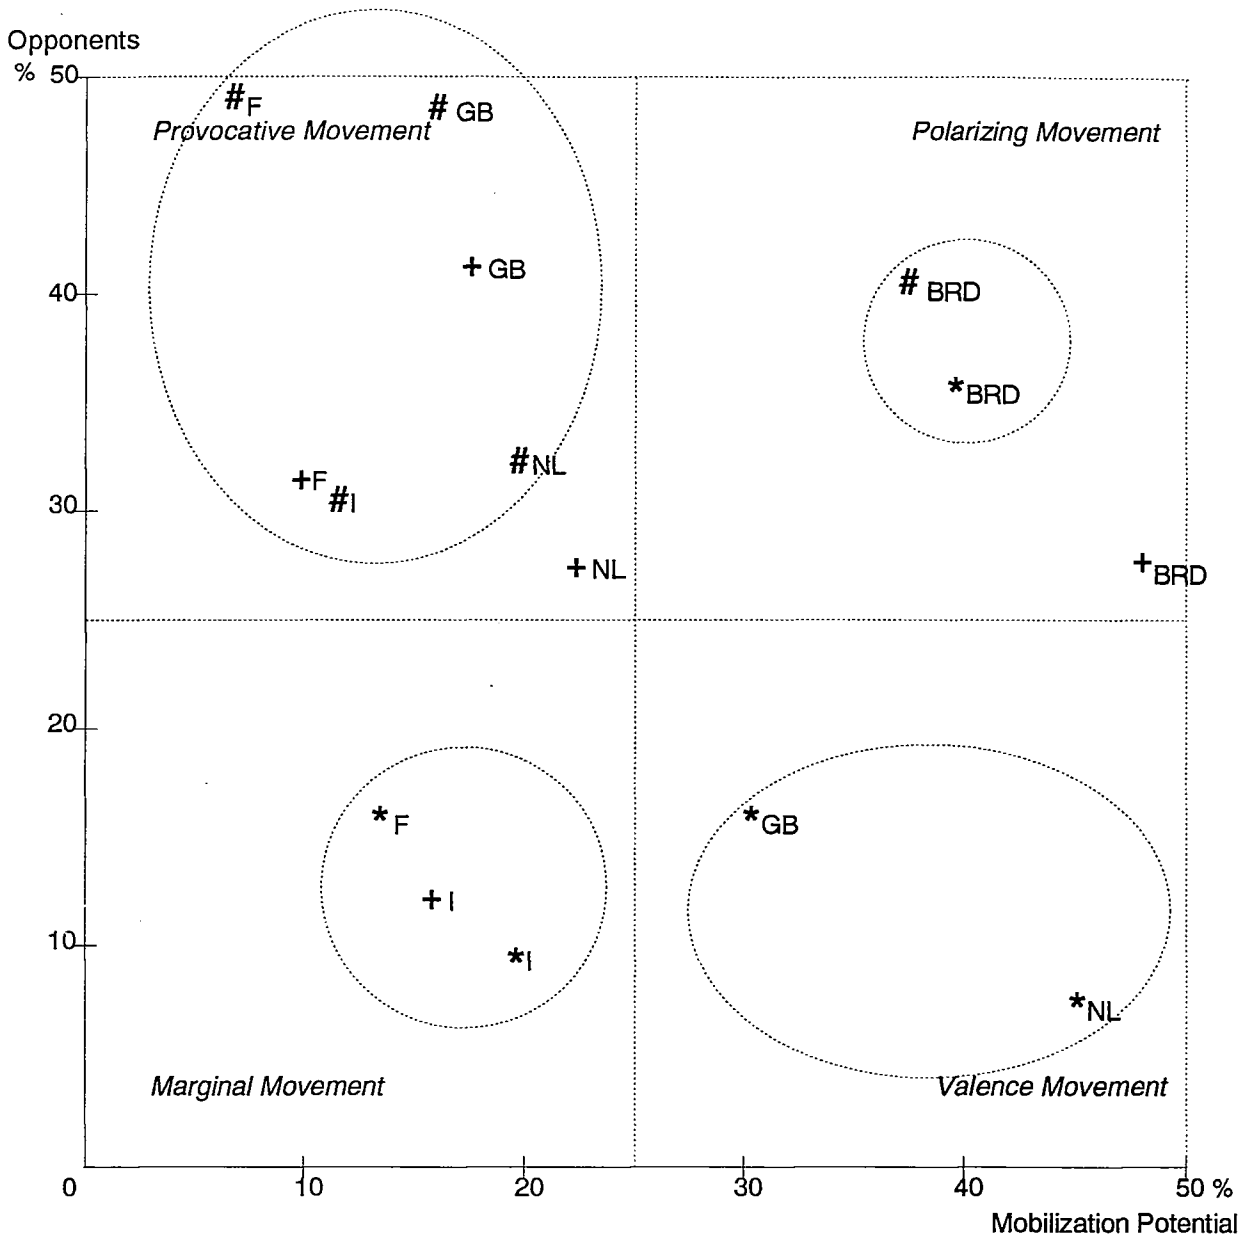 Opponents
% 50
#F
# GB
Provocative Movement
Polarizing Movement
+ GB
40
# BRD
*BRD
#NL
+F
#I
30
+ NL
+BRD
20
*F
*GB
+ I
10
*I
*NL
Marginal Movement
Valence Movement
0 10 20 30 40 50 %
Mobilization Potential